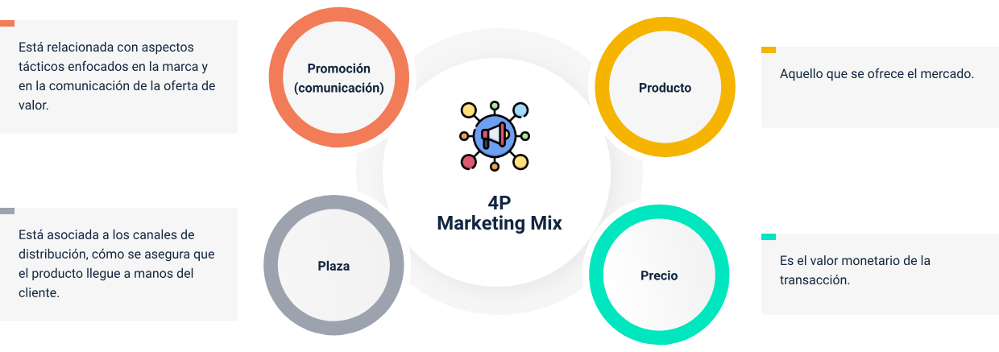 Está relacionada con aspectos
tácticos enfocados en la marca y
en la comunicación de la oferta de
valor.
Promoción
(comunicación)
Producto
Aquello que se ofrece el mercado.
4P
Marketing Mix
Está asociada a los canales de
distribución, cómo se asegura que
el producto llegue a manos del
cliente.
Plaza
Precio
Es el valor monetario de la
transacción.